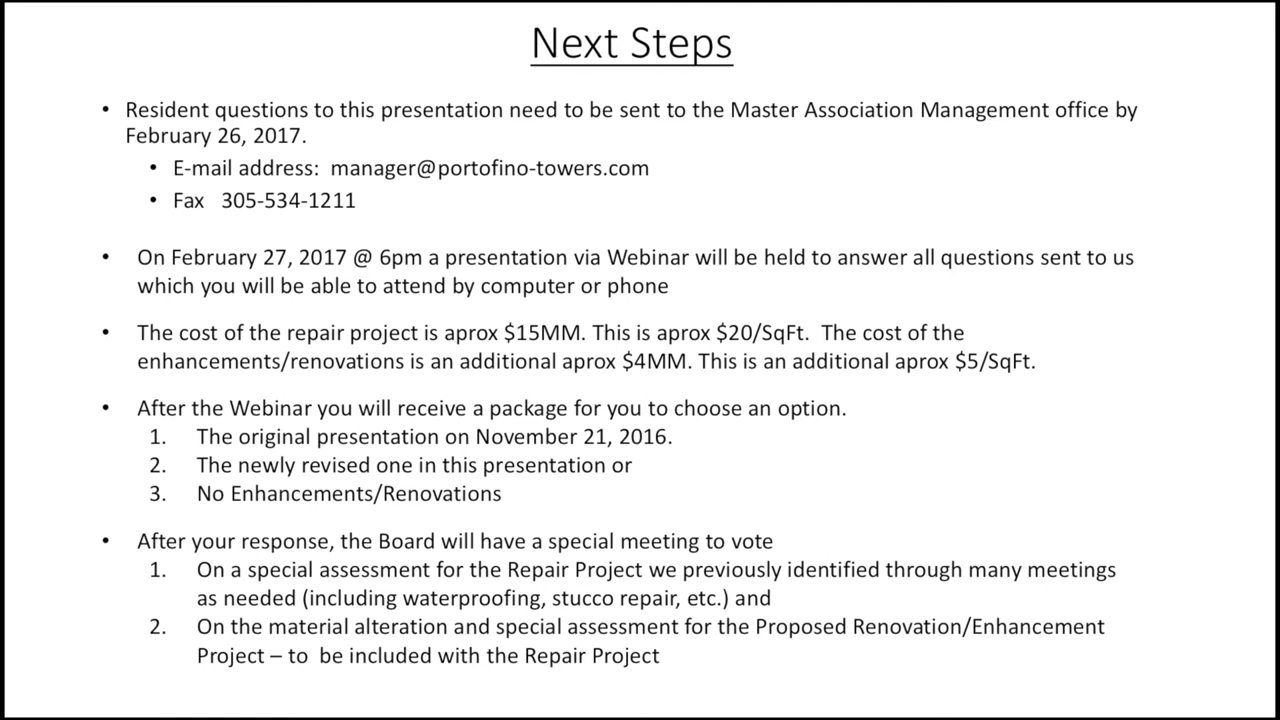 Next Steps
• Resident questions to this presentation need to be sent to the Master Association Management office by
February 26, 2017.
• E-mail address: manager@portofino-towers.com
• Fax 305-534-1211
• On February 27, 2017 @ 6pm a presentation via Webinar will be held to answer all questions sent to us
which you will be able to attend by computer or phone
• The cost of the repair project is aprox $15MM. This is aprox $20/SqFt. The cost of the
enhancements/renovations is an additional aprox $4MM. This is an additional aprox $5/SqFt.
• After the Webinar you will receive a package for you to choose an option.
1. The original presentation on November 21, 2016.
2. The newly revised one in this presentation or
3. No Enhancements/Renovations
• After your response, the Board will have a special meeting to vote
1. On a special assessment for the Repair Project we previously identified through many meetings
as needed (including waterproofing, stucco repair, etc.) and
2. On the material alteration and special assessment for the Proposed Renovation/Enhancement
Project – to be included with the Repair Project